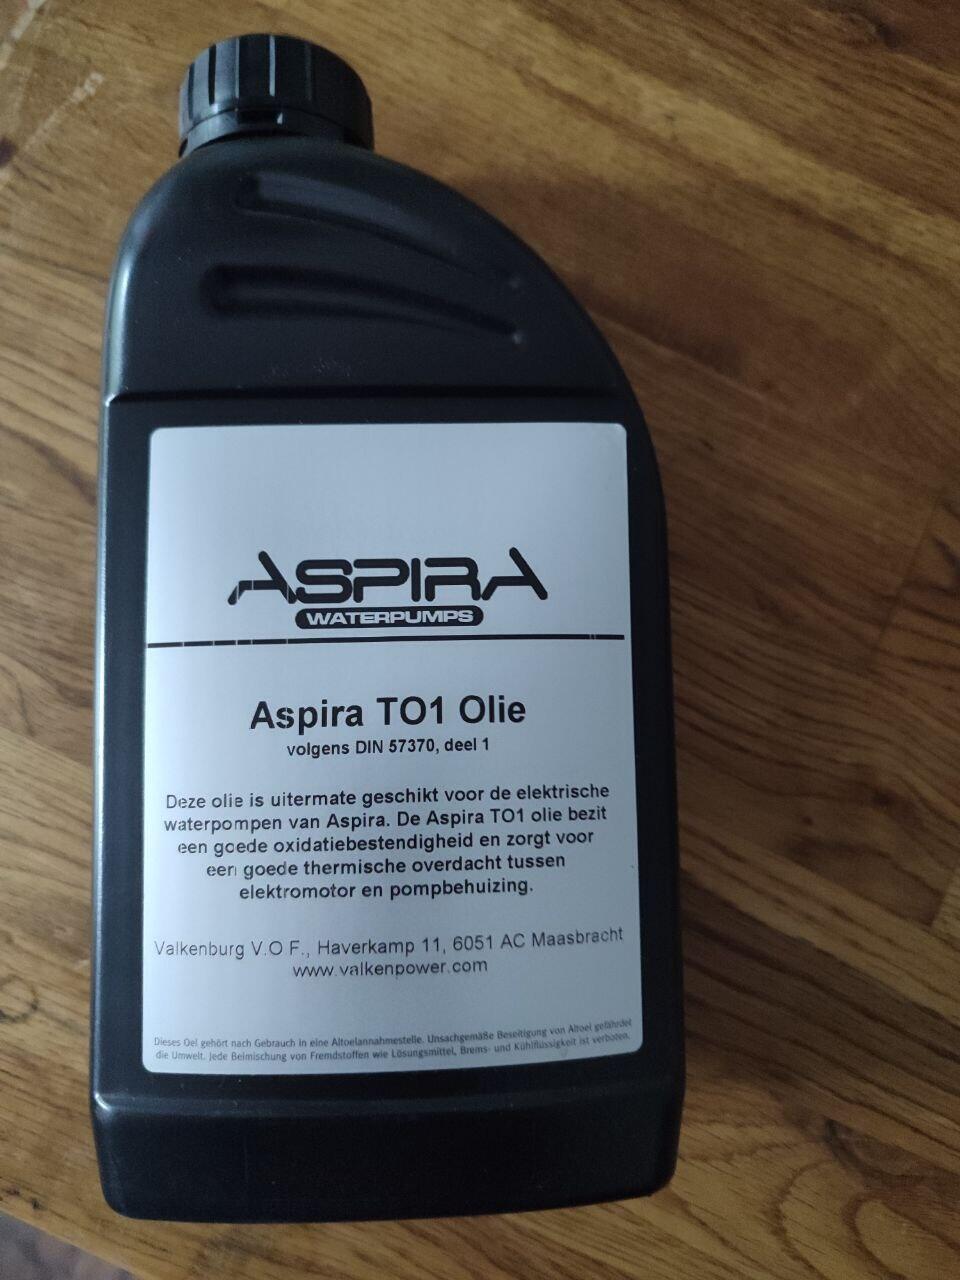 ASPIRA
WATERPUMPS
Aspira TO1 Olie
volgens DIN 57370, deel 1
Deze olie is uitermate geschikt voor de elektrische
waterpompen van Aspira. De Aspira TO1 olie bezit
een goede oxidatiebestendigheid en zorgt voor
een goede thermische overdacht tussen
elektromotor en pompbehuizing.
Valkenburg V.O F., Haverkamp 11, 6051 AC Maasbracht
www.valkenpower.com
Dieses Oel gehört nach Gebrauch in eine Altoelannahmestelle. Unsachgemäße Beseitigung von Altoel gefährdet
die Umwelt. Jede Beimischung von Fremdstoffen wie Lösungsmittel, Brems- und Kühlflüssigkeit ist verboten.